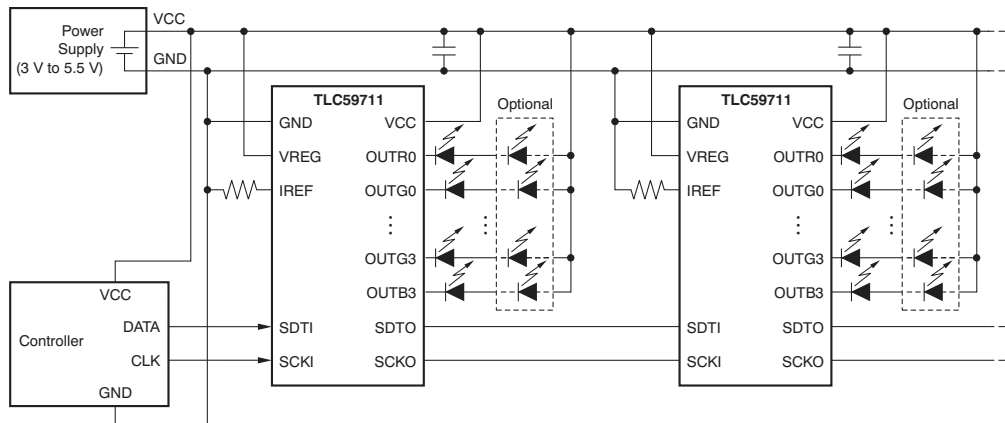 VCC
Power
Supply
(3 V to 5.5 V)
GND
TLC59711
GND
VREG
IREF
VCC
OUTR0
OUTG0
⋮
OUTG3
OUTB3
SDTI
SCKI
SDTO
SCKO
Optional
⋮
TLC59711
GND
VREG
IREF
VCC
OUTR0
OUTG0
⋮
OUTG3
OUTB3
SDTI
SCKI
SDTO
SCKO
Optional
⋮
VCC
Controller
DATA
CLK
GND